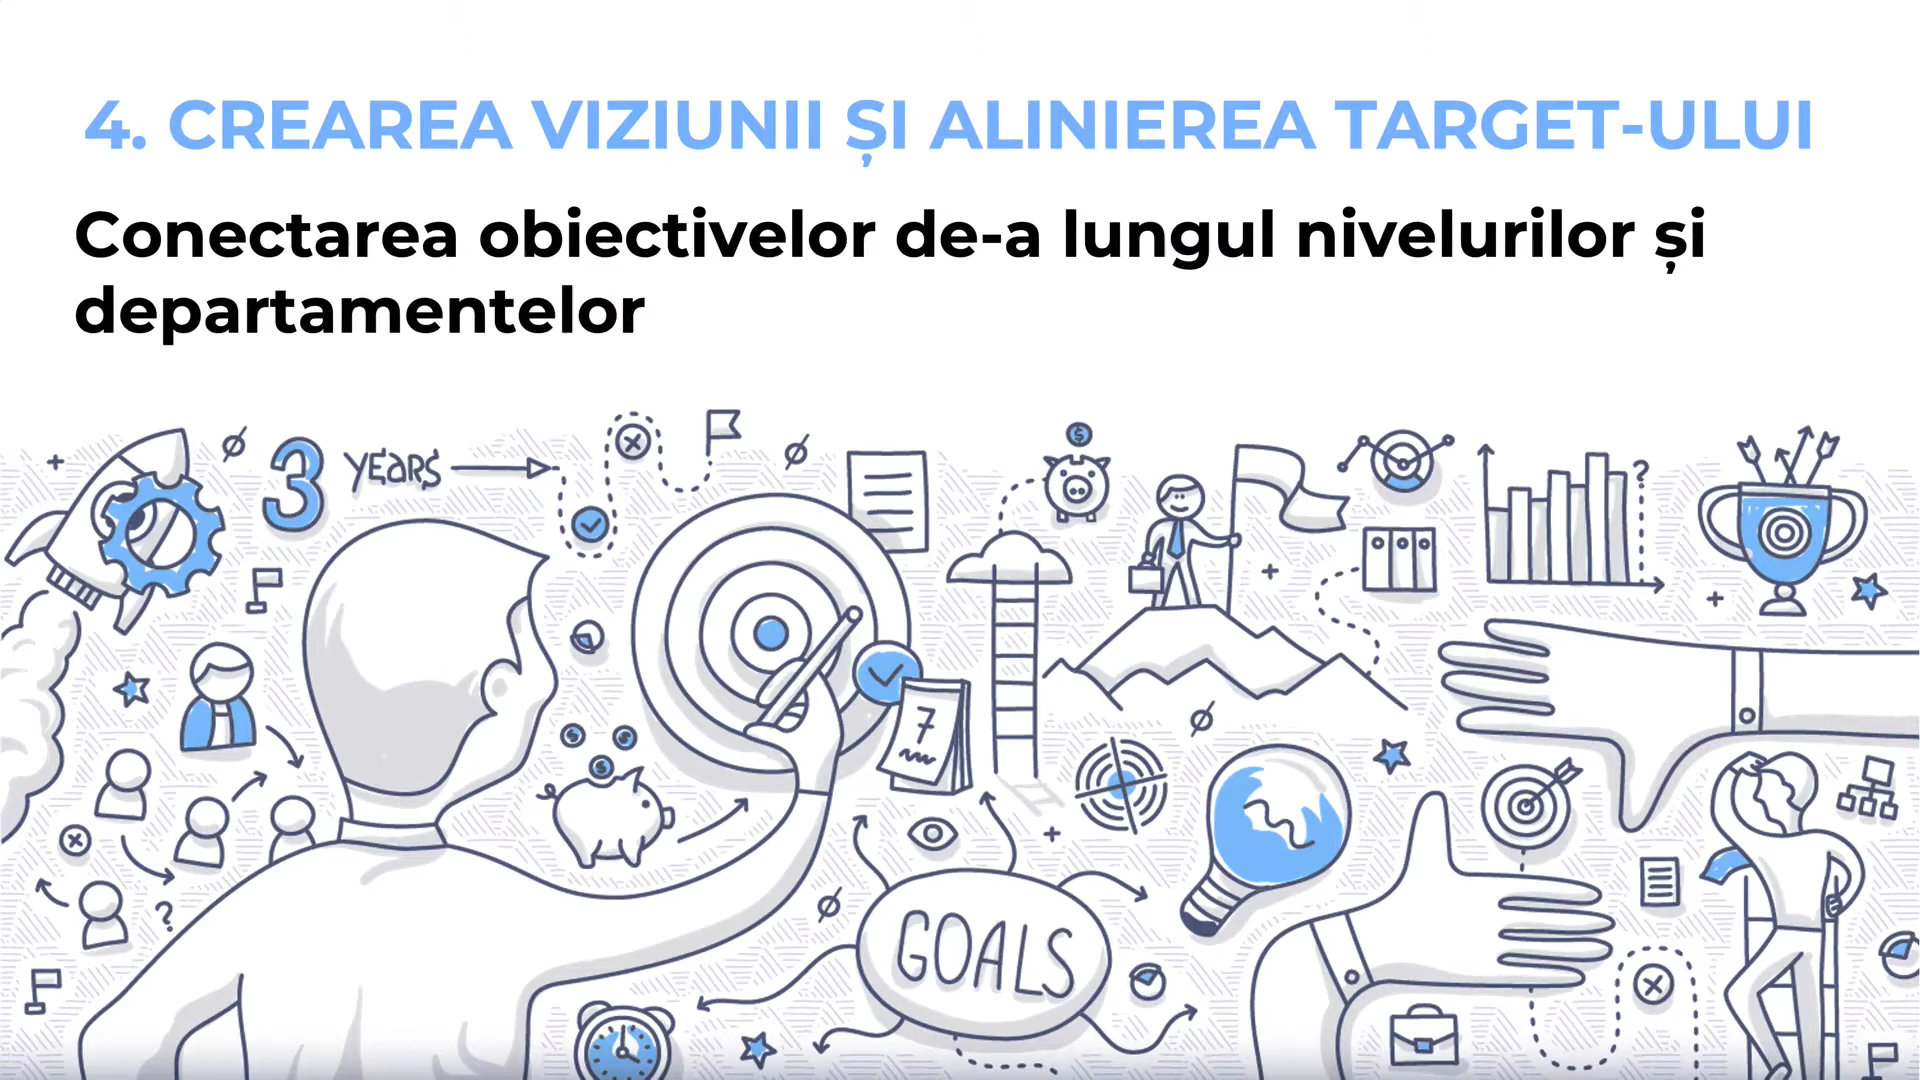 4. CREAREA VIZIUNII ȘI ALINIEREA TARGET-ULUI
Conectarea obiectivelor de-a lungul nivelurilor și
departamentelor
3 YEARS
7
GOALS